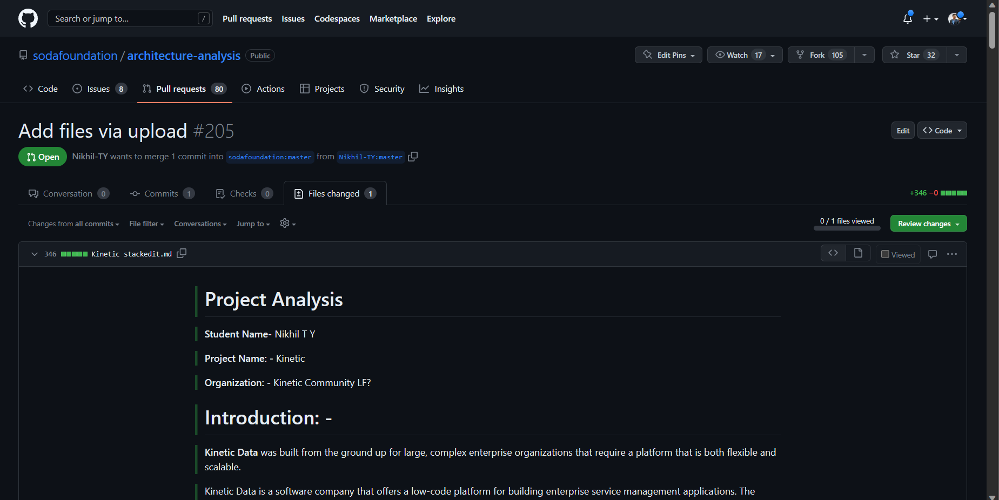 Search or jump to... /
Pull requests Issues Codespaces Marketplace Explore
sodafoundation / architecture-analysis Public
Edit Pins Watch 17 Fork 105 Star 32
Code Issues 8 Pull requests 80 Actions Projects Security Insights
Add files via upload #205
Edit Code
Open Nikhil-TY wants to merge 1 commit into sodafoundation:master from Nikhil-TY:master
Conversation 0 Commits 1 Checks 0 Files changed 1
+346 −0
Changes from all commits File filter Conversations Jump to
0 / 1 files viewed Review changes
346 Kinetic stackedit.md
Viewed
Project Analysis
Student Name- Nikhil T Y
Project Name: - Kinetic
Organization: - Kinetic Community LF?
Introduction: -
Kinetic Data was built from the ground up for large, complex enterprise organizations that require a platform that is both flexible and
scalable.
Kinetic Data is a software company that offers a low-code platform for building enterprise service management applications. The